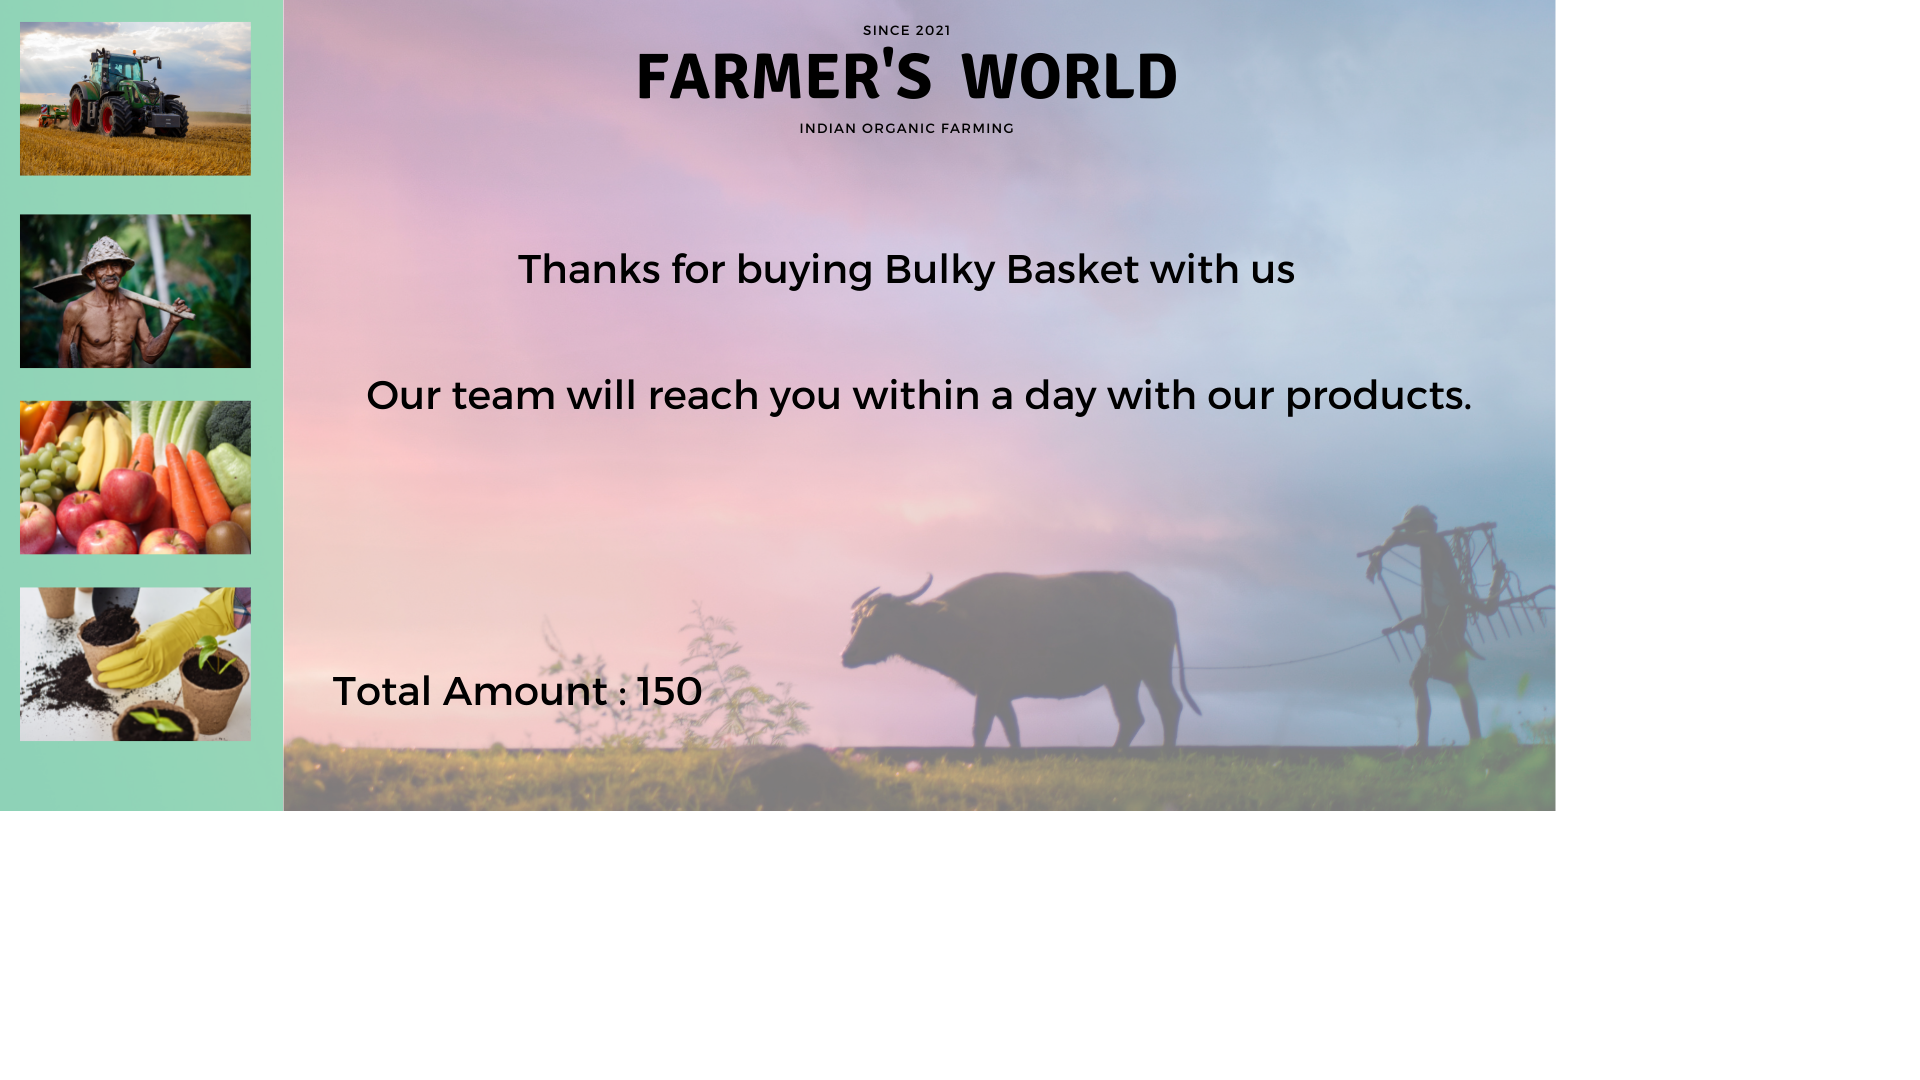 SINCE 2021
FARMER'S WORLD
INDIAN ORGANIC FARMING
Thanks for buying Bulky Basket with us
Our team will reach you within a day with our products.
Total Amount : 150